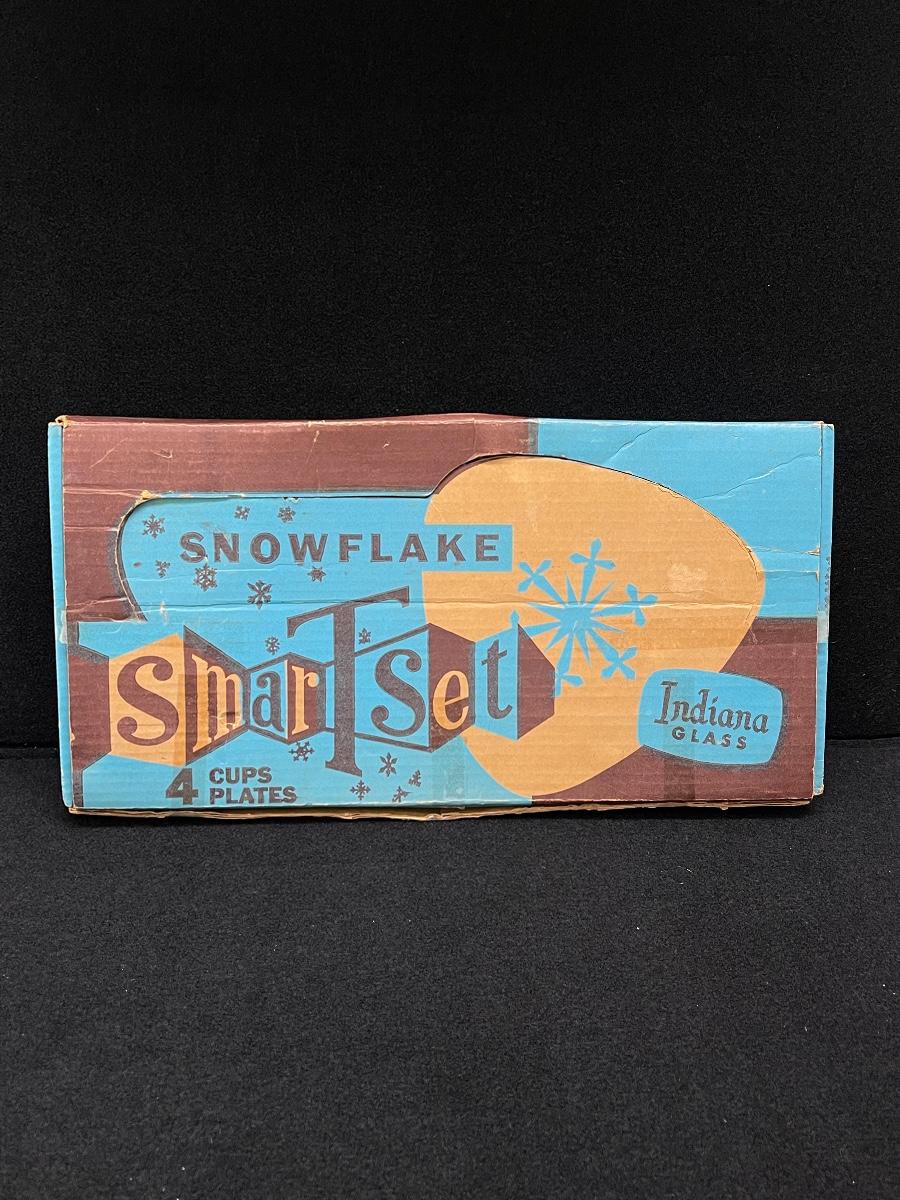 SNOWFLAKE
SmarTset
4 CUPS
PLATES
Indiana
GLASS